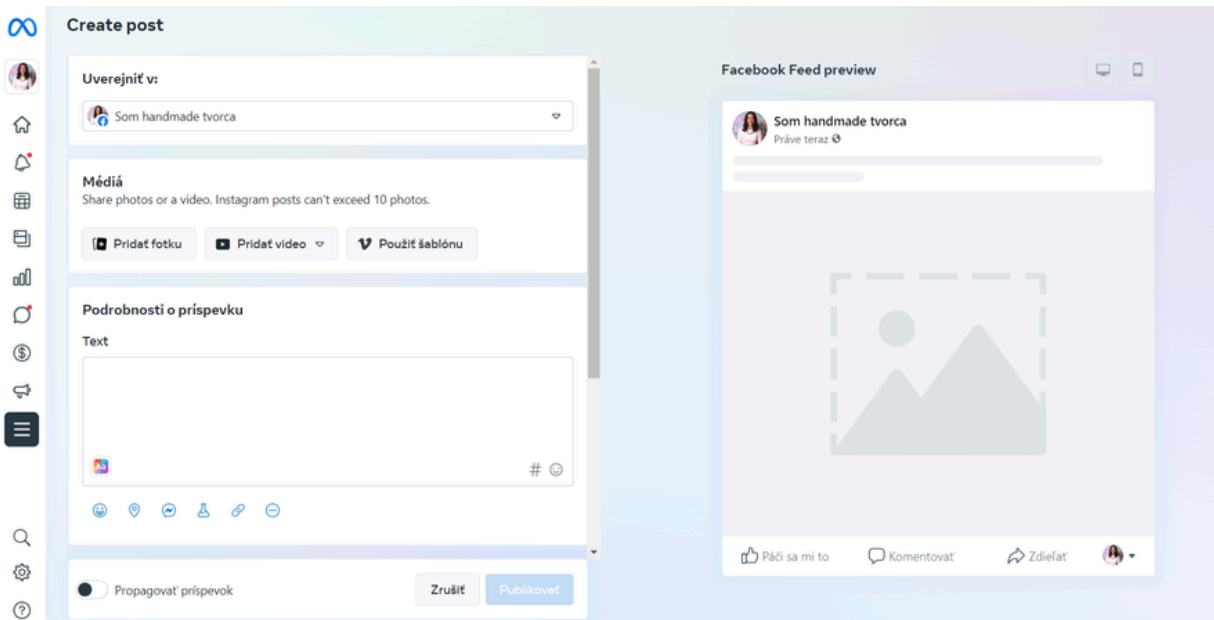 Create post
Uverejniť v:
Som handmade tvorca
Médiá
Share photos or a video. Instagram posts can't exceed 10 photos.
Pridať fotku
Pridať video
Použiť šablónu
Podrobnosti o príspevku
Text
#
Propagovať príspevok
Zrušiť
Publikovať
Facebook Feed preview
Som handmade tvorca
Práve teraz
Páči sa mi to
Komentovať
Zdieľať